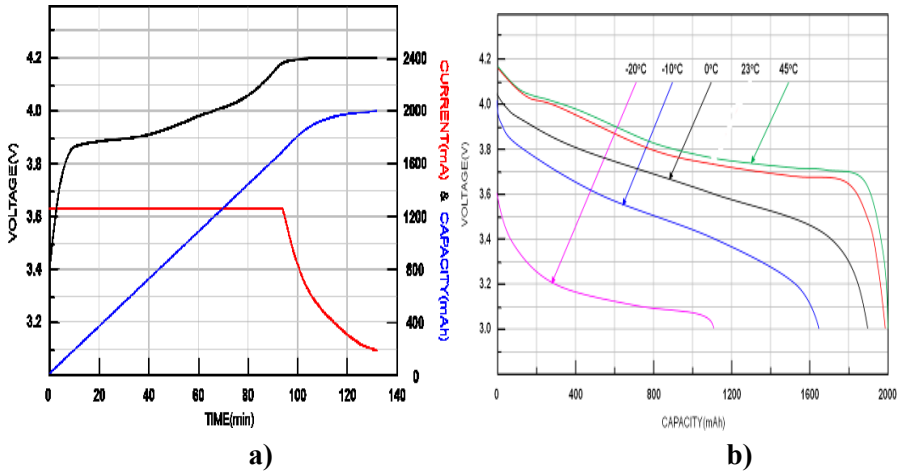 4.2
4.0
3.8
3.6
3.4
3.2
VOLTAGE(V)
2400
2000
1600
1200
800
400
0
CURRENT(mA) & CAPACITY(mAh)
0 20 40 60 80 100 120 140
TIME(min)
a)
4.2
4.0
3.8
3.6
3.4
3.2
3.0
VOLTAGE(V)
-20°C -10°C 0°C 23°C 45°C
0 400 800 1200 1600 2000
CAPACITY(mAh)
b)